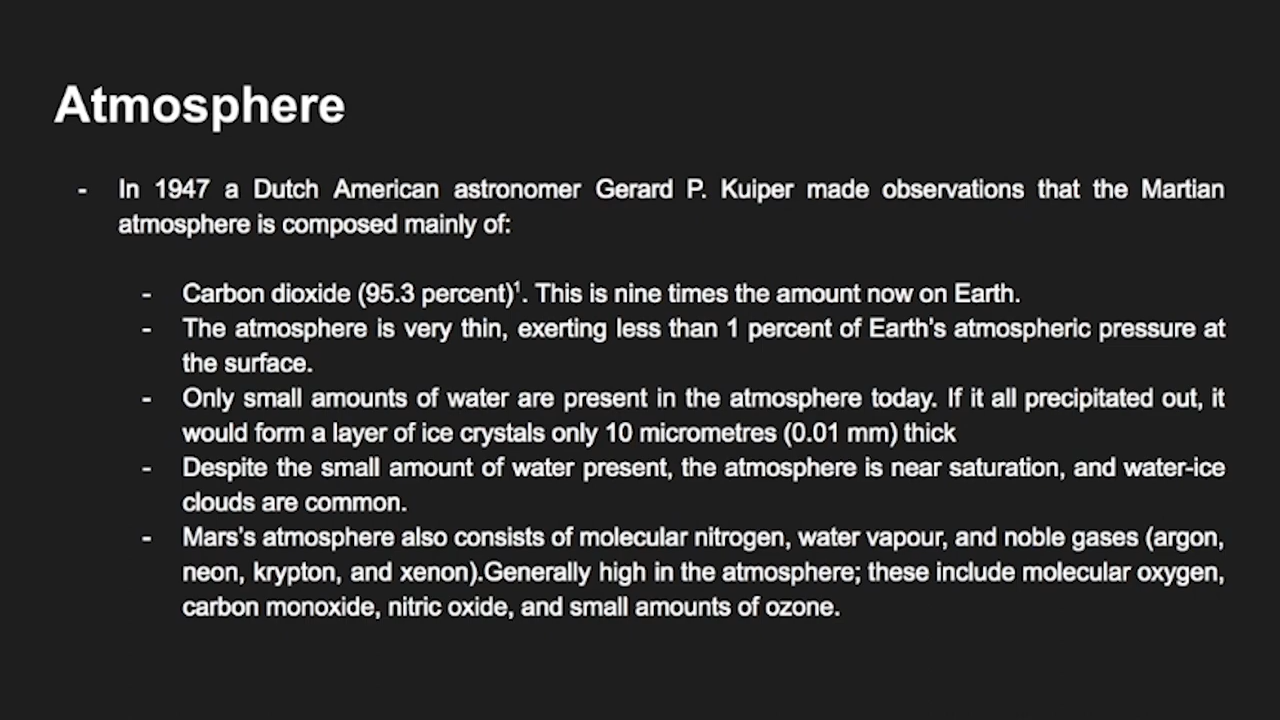 Atmosphere
- In 1947 a Dutch American astronomer Gerard P. Kuiper made observations that the Martian
atmosphere is composed mainly of:
- Carbon dioxide (95.3 percent)¹. This is nine times the amount now on Earth.
- The atmosphere is very thin, exerting less than 1 percent of Earth's atmospheric pressure at
the surface.
- Only small amounts of water are present in the atmosphere today. If it all precipitated out, it
would form a layer of ice crystals only 10 micrometres (0.01 mm) thick
- Despite the small amount of water present, the atmosphere is near saturation, and water-ice
clouds are common.
- Mars's atmosphere also consists of molecular nitrogen, water vapour, and noble gases (argon,
neon, krypton, and xenon).Generally high in the atmosphere; these include molecular oxygen,
carbon monoxide, nitric oxide, and small amounts of ozone.